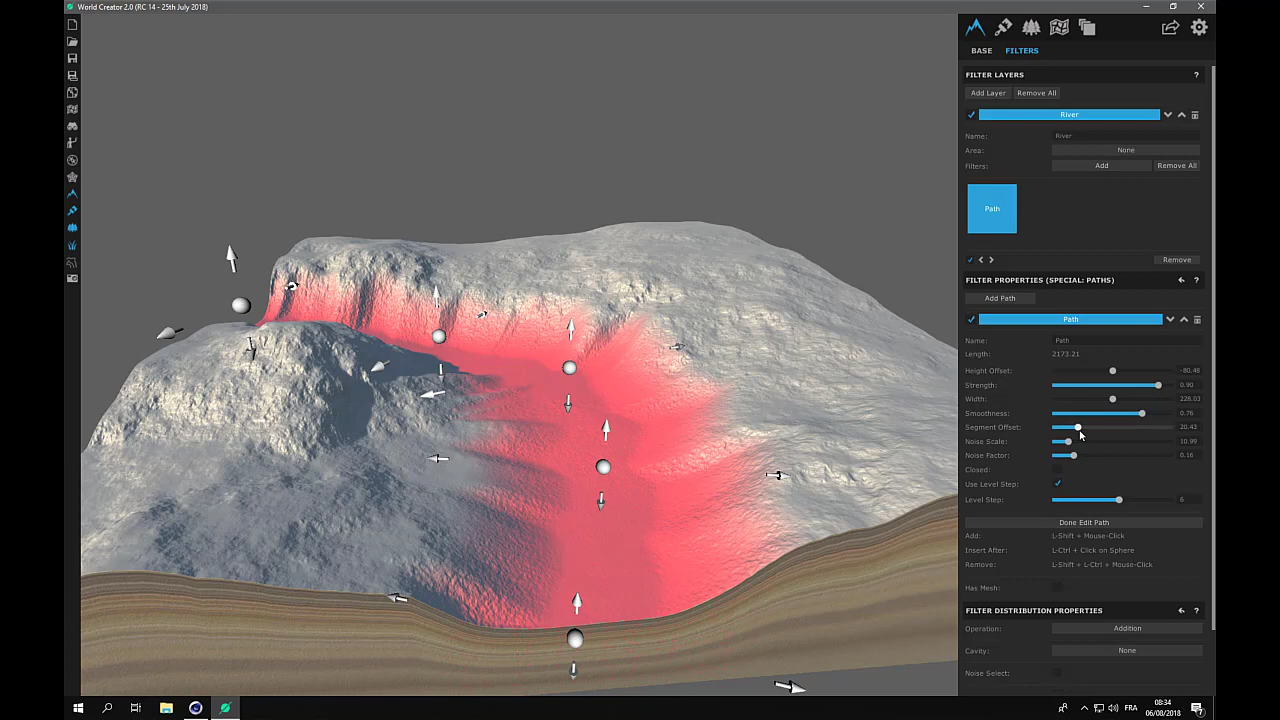 World Creator 2.0 (RC 14 - 25th July 2018)
BASE FILTERS
FILTER LAYERS ?
Add Layer Remove All
River
Name: River
Area: None
Filters: Add Remove All
Path
Remove
FILTER PROPERTIES (SPECIAL: PATHS) ?
Add Path
Path
Name: Path
Length: 2173.21
Height Offset: -80.48
Strength: 0.90
Width: 228.03
Smoothness: 0.76
Segment Offset: 20.43
Noise Scale: 10.99
Noise Factor: 0.16
Closed:
Use Level Step:
Level Step: 6
Done Edit Path
Add: L-Shift + Mouse-Click
Insert After: L-Ctrl + Click on Sphere
Remove: L-Shift + L-Ctrl + Mouse-Click
Has Mesh:
FILTER DISTRIBUTION PROPERTIES ?
Operation: Addition
Cavity: None
Noise Select:
FRA
08:34
06/08/2018